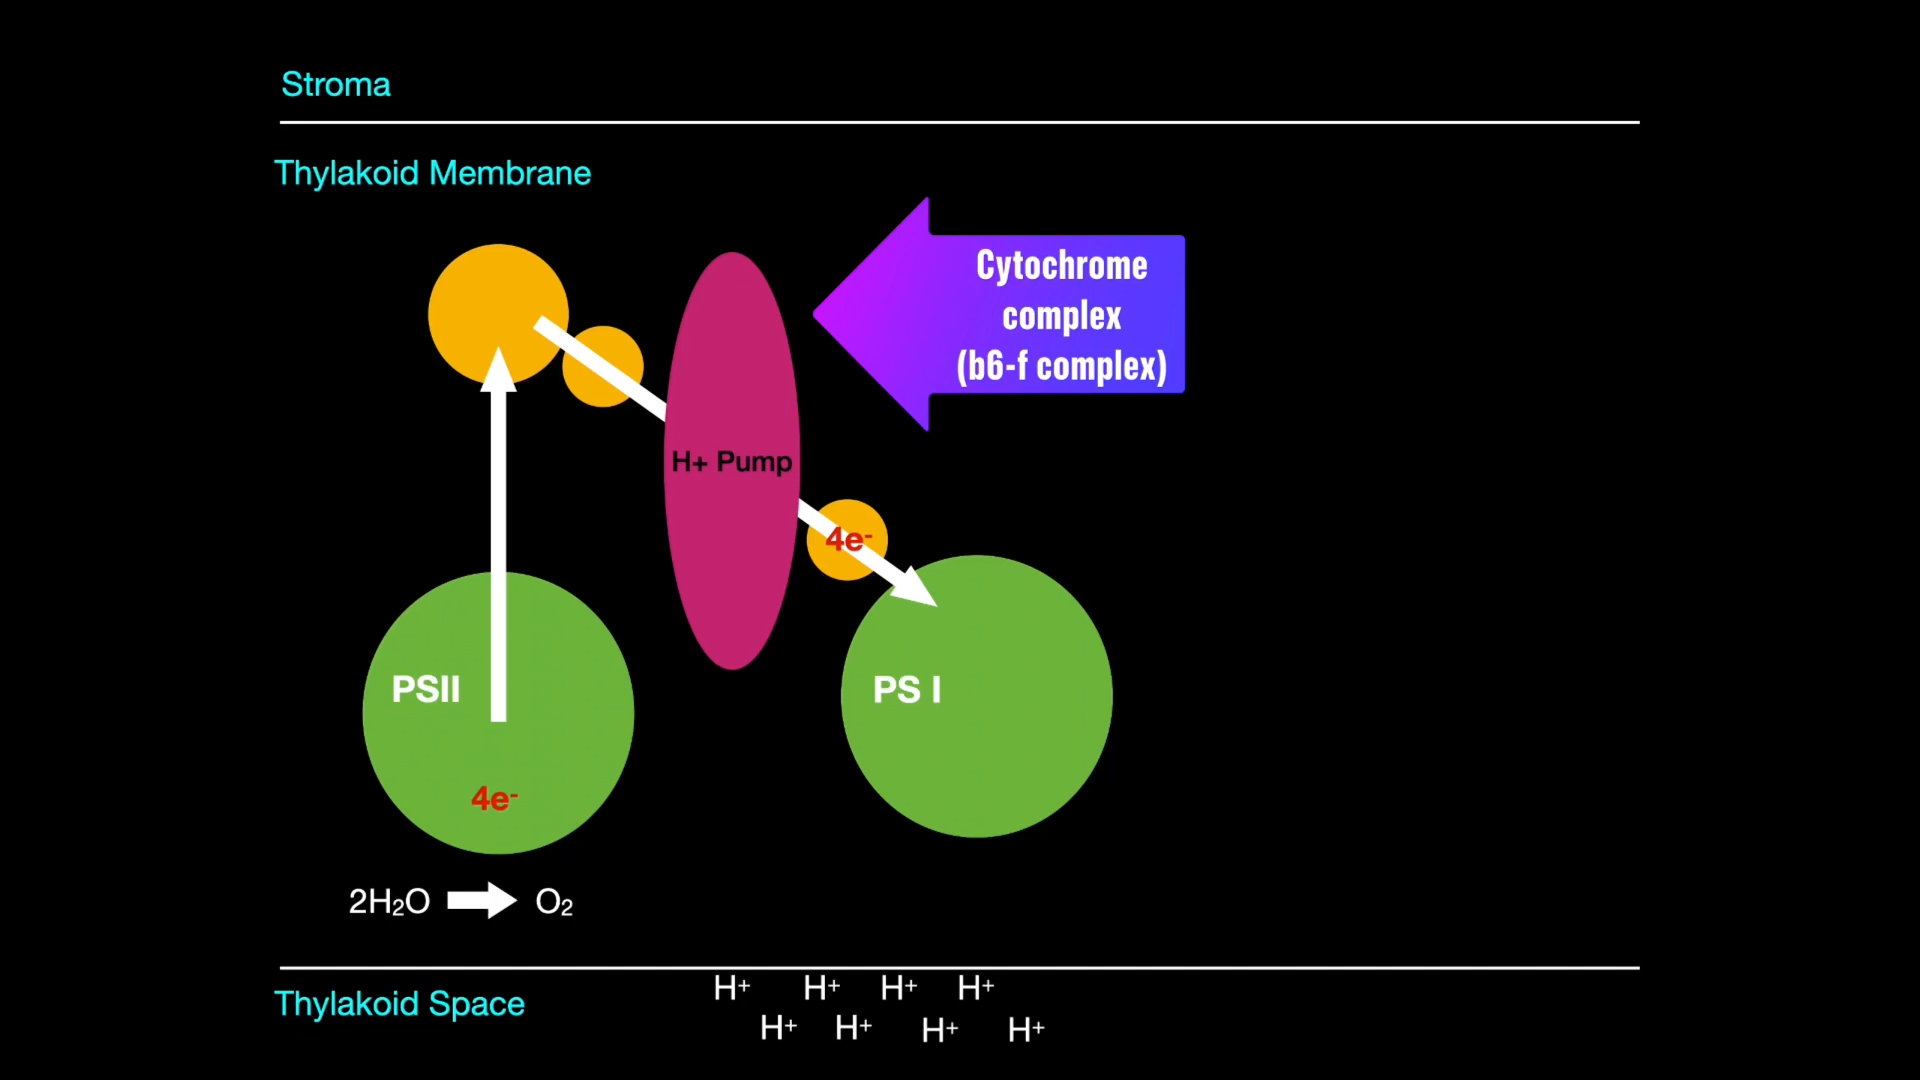 Stroma
Thylakoid Membrane
Cytochrome
complex
(b6-f complex)
H+ Pump
4e⁻
PSII
PS I
4e⁻
2H₂O O₂
H⁺ H⁺ H⁺ H⁺
Thylakoid Space
H⁺ H⁺ H⁺ H⁺